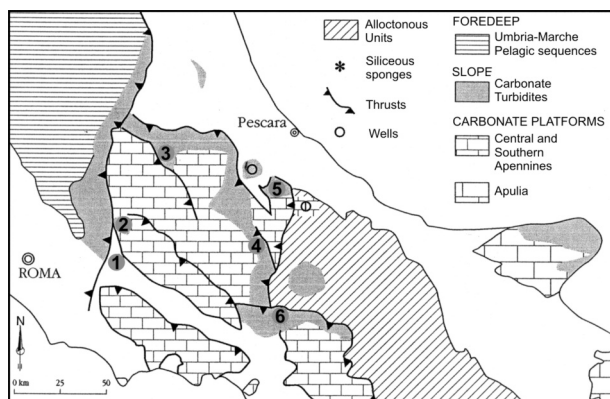 Alloctonous
Units
Siliceous
sponges
Thrusts
Wells
FOREDEEP
Umbria-Marche
Pelagic sequences
SLOPE
Carbonate
Turbidites
CARBONATE PLATFORMS
Central and
Southern
Apennines
Apulia
Pescara
3
5
2
4
1
ROMA
6
N
0 km 25 50